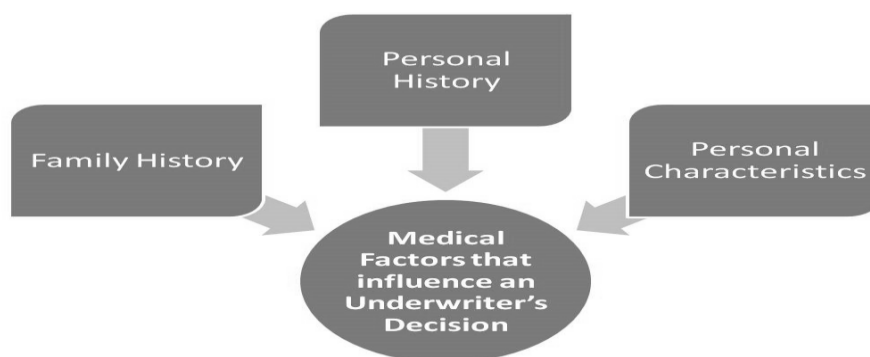 Personal
History
Family History
Personal
Characteristics
Medical
Factors that
influence an
Underwriter's
Decision